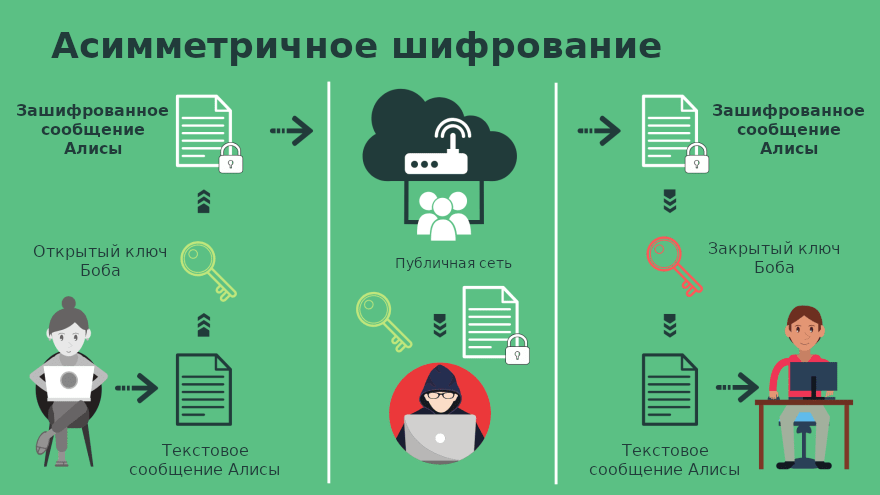 Асимметричное шифрование
Зашифрованное
сообщение
Алисы
Открытый ключ
Боба
Текстовое
сообщение Алисы
Публичная сеть
Зашифрованное
сообщение
Алисы
Закрытый ключ
Боба
Текстовое
сообщение Алисы